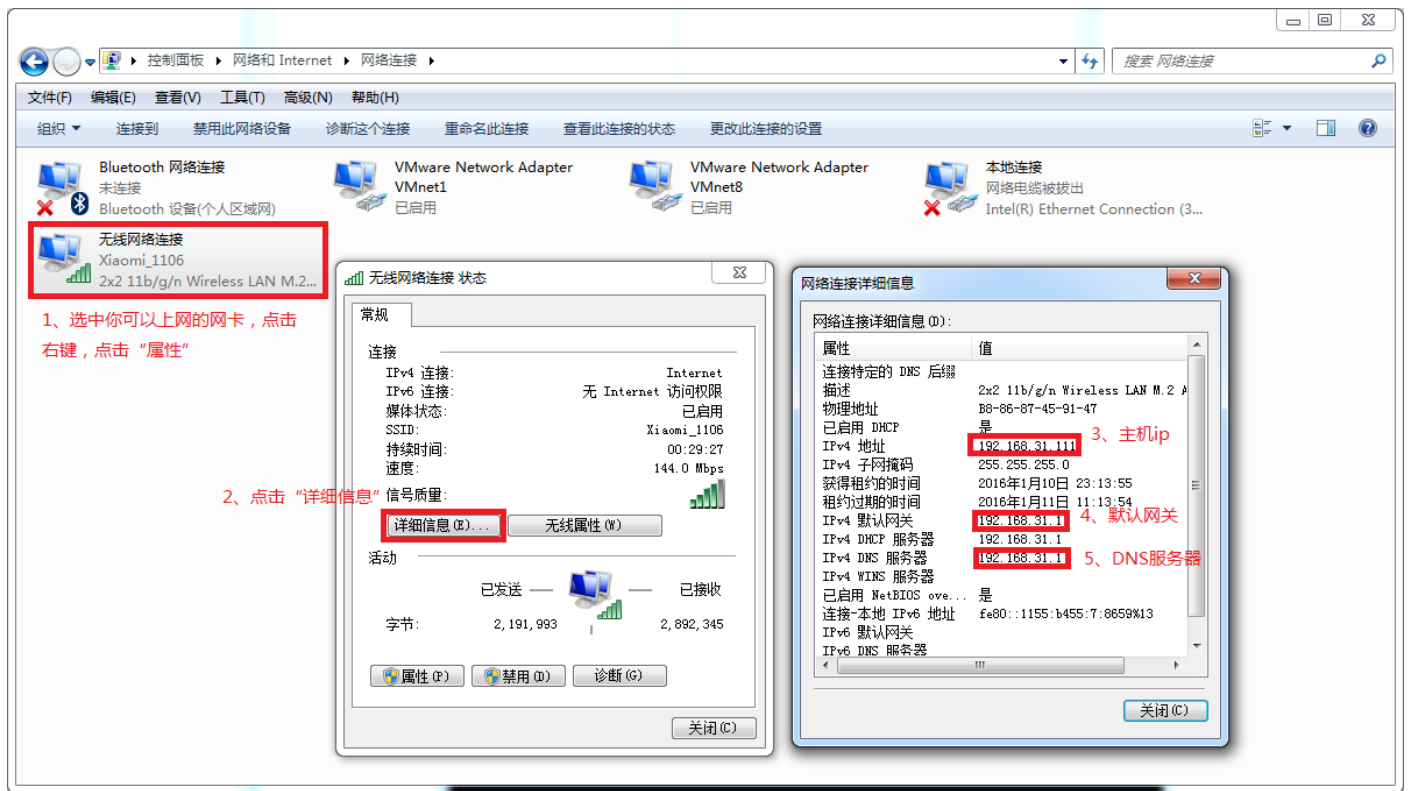 控制面板 ▸ 网络和 Internet ▸ 网络连接 ▸
搜索 网络连接
文件(F) 编辑(E) 查看(V) 工具(T) 高级(N) 帮助(H)
组织 连接到 禁用此网络设备 诊断这个连接 重命名此连接 查看此连接的状态 更改此连接的设置
Bluetooth 网络连接
未连接
Bluetooth 设备(个人区域网)
VMware Network Adapter
VMnet1
已启用
VMware Network Adapter
VMnet8
已启用
本地连接
网络电缆被拔出
Intel(R) Ethernet Connection (3...
无线网络连接
Xiaomi_1106
2x2 11b/g/n Wireless LAN M.2...
1、选中你可以上网的网卡，点击
右键，点击“属性”
无线网络连接 状态
常规
连接
IPv4 连接: Internet
IPv6 连接: 无 Internet 访问权限
媒体状态: 已启用
SSID: Xiaomi_1106
持续时间: 00:29:27
速度: 144.0 Mbps
2、点击“详细信息”
信号质量:
详细信息(E)... 无线属性(W)
活动
已发送 — — 已接收
字节: 2,191,993 2,892,345
属性(P) 禁用(D) 诊断(G)
关闭(C)
网络连接详细信息
网络连接详细信息(D):
属性 值
连接特定的 DNS 后缀
描述 2x2 11b/g/n Wireless LAN M.2 A
物理地址 B8-86-87-45-91-47
已启用 DHCP 是
3、主机ip
IPv4 地址 192.168.31.111
IPv4 子网掩码 255.255.255.0
获得租约的时间 2016年1月10日 23:13:55
租约过期的时间 2016年1月11日 11:13:54
IPv4 默认网关 192.168.31.1
4、默认网关
IPv4 DHCP 服务器 192.168.31.1
IPv4 DNS 服务器 192.168.31.1
5、DNS服务器
IPv4 WINS 服务器
已启用 NetBIOS ove... 是
连接-本地 IPv6 地址 fe80::1155:b455:7:8659%13
IPv6 默认网关
IPv6 DNS 服务器
关闭(C)